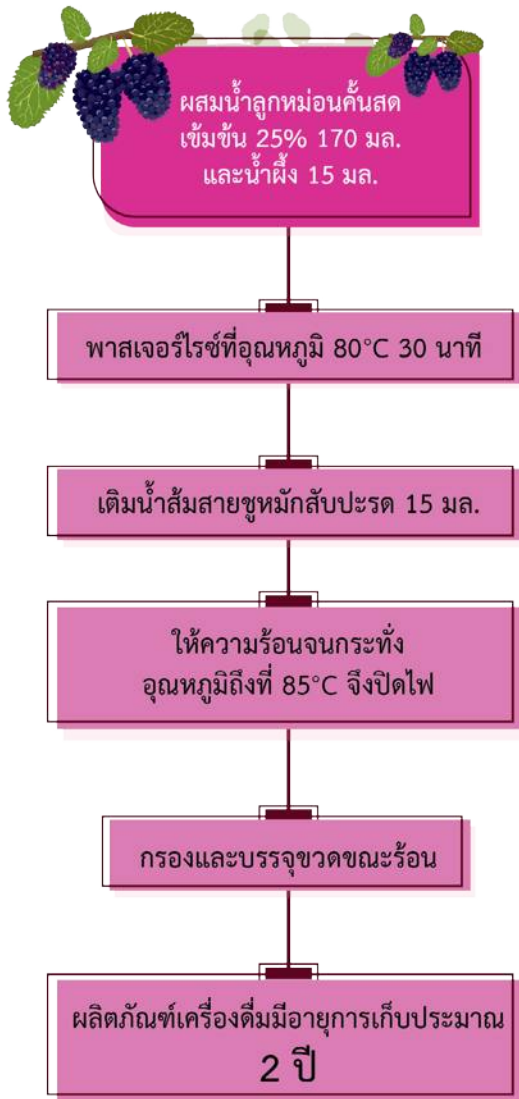 ผสมน้ำลูกหม่อนคั้นสด
เข้มข้น 25% 170 มล.
และน้ำผึ้ง 15 มล.
พาสเจอร์ไรซ์ที่อุณหภูมิ 80°C 30 นาที
เติมน้ำส้มสายชูหมักสับปะรด 15 มล.
ให้ความร้อนจนกระทั่ง
อุณหภูมิถึงที่ 85°C จึงปิดไฟ
กรองและบรรจุขวดขณะร้อน
ผลิตภัณฑ์เครื่องดื่มมีอายุการเก็บประมาณ
2 ปี